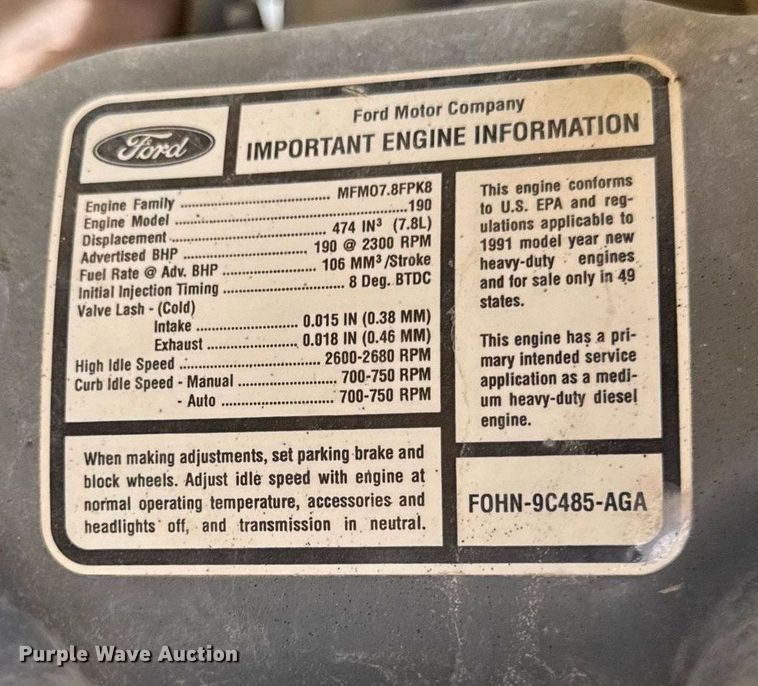 Ford
Ford Motor Company
IMPORTANT ENGINE INFORMATION
Engine Family ........ MFM07.8FPK8
Engine Model ........ 190
Displacement ........ 474 IN³ (7.8L)
Advertised BHP ........ 190 @ 2300 RPM
Fuel Rate @ Adv. BHP ........ 106 MM³/Stroke
Initial Injection Timing ........ 8 Deg. BTDC
Valve Lash - (Cold)
Intake ........ 0.015 IN (0.38 MM)
Exhaust ........ 0.018 IN (0.46 MM)
High Idle Speed ........ 2600-2680 RPM
Curb Idle Speed - Manual ........ 700-750 RPM
- Auto ........ 700-750 RPM
When making adjustments, set parking brake and
block wheels. Adjust idle speed with engine at
normal operating temperature, accessories and
headlights off, and transmission in neutral.
This engine conforms
to U.S. EPA and reg-
ulations applicable to
1991 model year new
heavy-duty engines
and for sale only in 49
states.
This engine has a pri-
mary intended service
application as a medi-
um heavy-duty diesel
engine.
FOHN-9C485-AGA
Purple Wave Auction